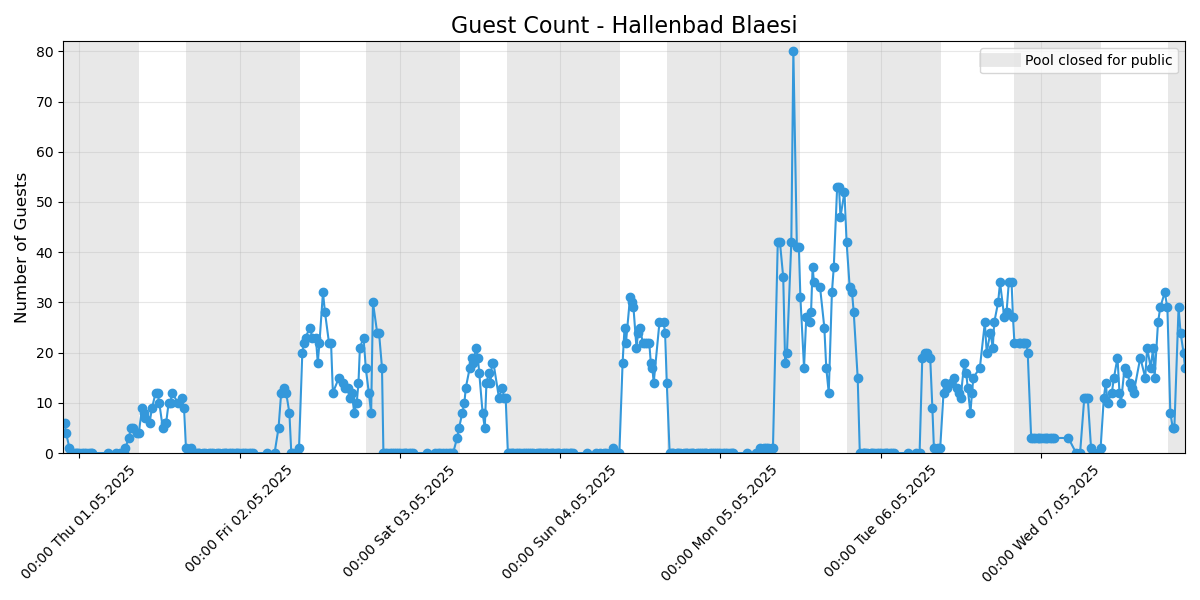 Guest Count - Hallenbad Blaesi
Pool closed for public
Number of Guests
80
70
60
50
40
30
20
10
0
00:00 Thu 01.05.2025
00:00 Fri 02.05.2025
00:00 Sat 03.05.2025
00:00 Sun 04.05.2025
00:00 Mon 05.05.2025
00:00 Tue 06.05.2025
00:00 Wed 07.05.2025